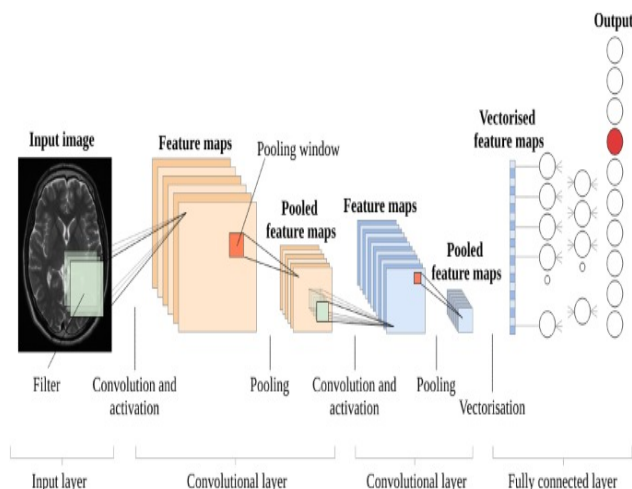 Output
Input image
Feature maps
Pooling window
Pooled
feature maps
Feature maps
Pooled
feature maps
Vectorised
feature maps
Filter
Convolution and
activation
Pooling
Convolution and
activation
Pooling
Vectorisation
Input layer
Convolutional layer
Convolutional layer
Fully connected layer